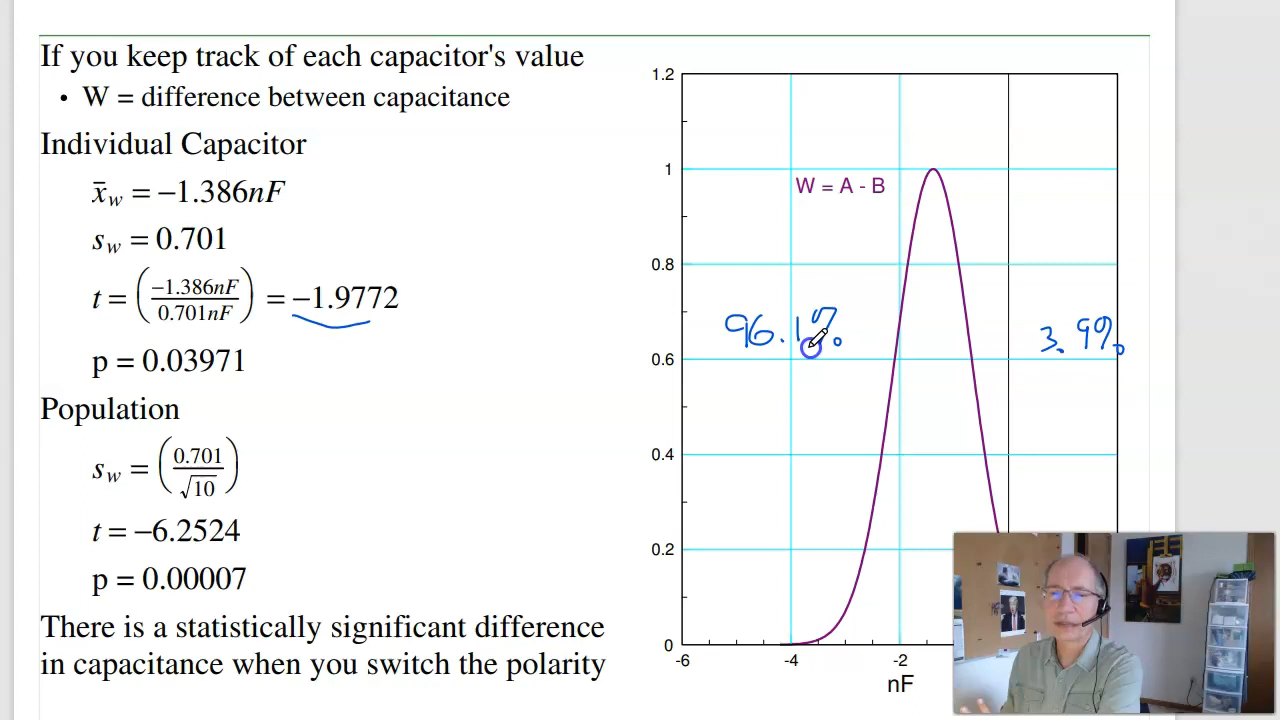 If you keep track of each capacitor's value
• W = difference between capacitance
Individual Capacitor
x̄w = −1.386nF
sw = 0.701
t = (−1.386nF / 0.701nF) = −1.9772
p = 0.03971
Population
sw = (0.701 / √10)
t = −6.2524
p = 0.00007
There is a statistically significant difference
in capacitance when you switch the polarity
1.2
1
W = A - B
0.8
96.1%
3.9%
0.6
0.4
0.2
0
-6
-4
-2
nF